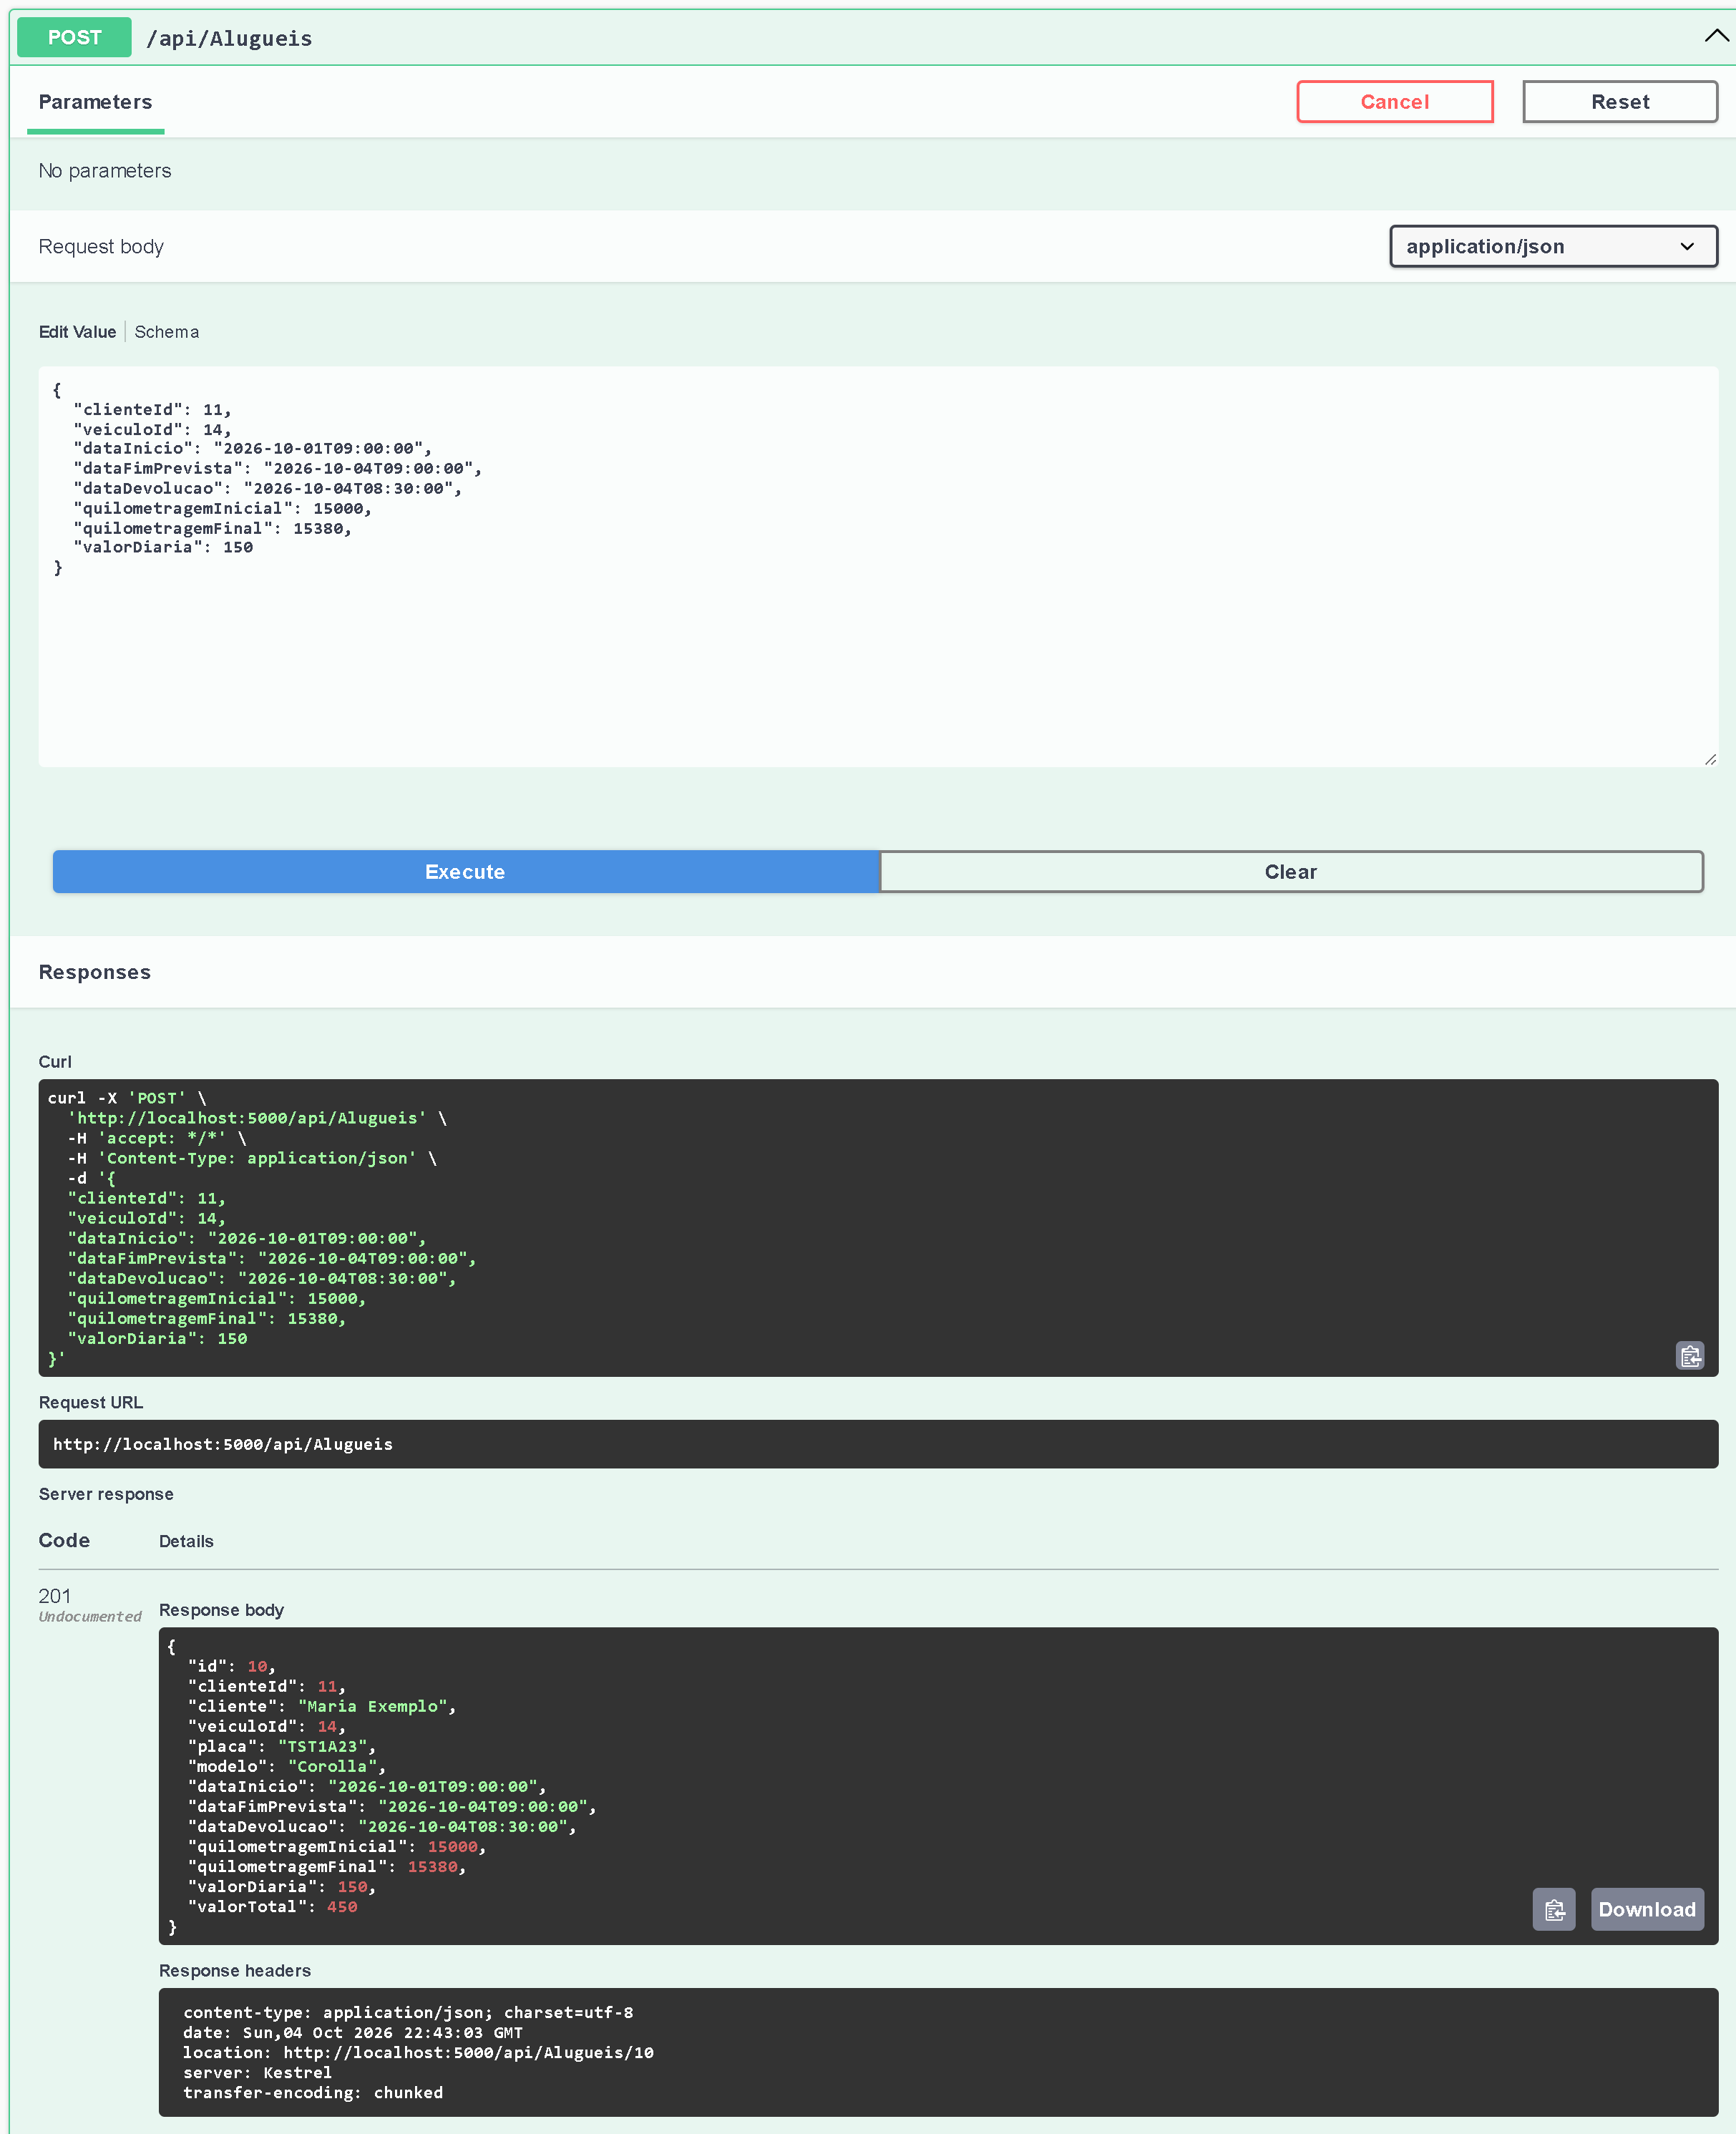 POST /api/Alugueis
Parameters
Cancel
Reset
No parameters
Request body
application/json
Edit Value | Schema
{
  "clienteId": 11,
  "veiculoId": 14,
  "dataInicio": "2026-10-01T09:00:00",
  "dataFimPrevista": "2026-10-04T09:00:00",
  "dataDevolucao": "2026-10-04T08:30:00",
  "quilometragemInicial": 15000,
  "quilometragemFinal": 15380,
  "valorDiaria": 150
}
Execute
Clear
Responses
Curl
curl -X 'POST' \
  'http://localhost:5000/api/Alugueis' \
  -H 'accept: */*' \
  -H 'Content-Type: application/json' \
  -d '{
  "clienteId": 11,
  "veiculoId": 14,
  "dataInicio": "2026-10-01T09:00:00",
  "dataFimPrevista": "2026-10-04T09:00:00",
  "dataDevolucao": "2026-10-04T08:30:00",
  "quilometragemInicial": 15000,
  "quilometragemFinal": 15380,
  "valorDiaria": 150
}'
Request URL
http://localhost:5000/api/Alugueis
Server response
Code Details
201
Undocumented
Response body
{
  "id": 10,
  "clienteId": 11,
  "cliente": "Maria Exemplo",
  "veiculoId": 14,
  "placa": "TST1A23",
  "modelo": "Corolla",
  "dataInicio": "2026-10-01T09:00:00",
  "dataFimPrevista": "2026-10-04T09:00:00",
  "dataDevolucao": "2026-10-04T08:30:00",
  "quilometragemInicial": 15000,
  "quilometragemFinal": 15380,
  "valorDiaria": 150,
  "valorTotal": 450
}
Download
Response headers
content-type: application/json; charset=utf-8
date: Sun,04 Oct 2026 22:43:03 GMT
location: http://localhost:5000/api/Alugueis/10
server: Kestrel
transfer-encoding: chunked